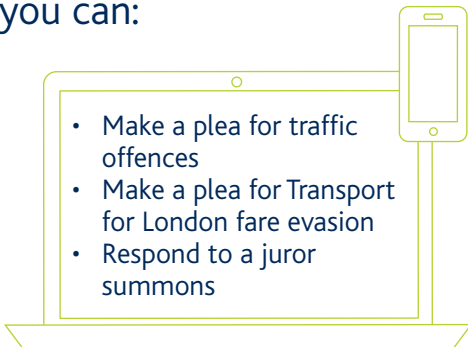 you can:
• Make a plea for traffic
offences
• Make a plea for Transport
for London fare evasion
• Respond to a juror
summons